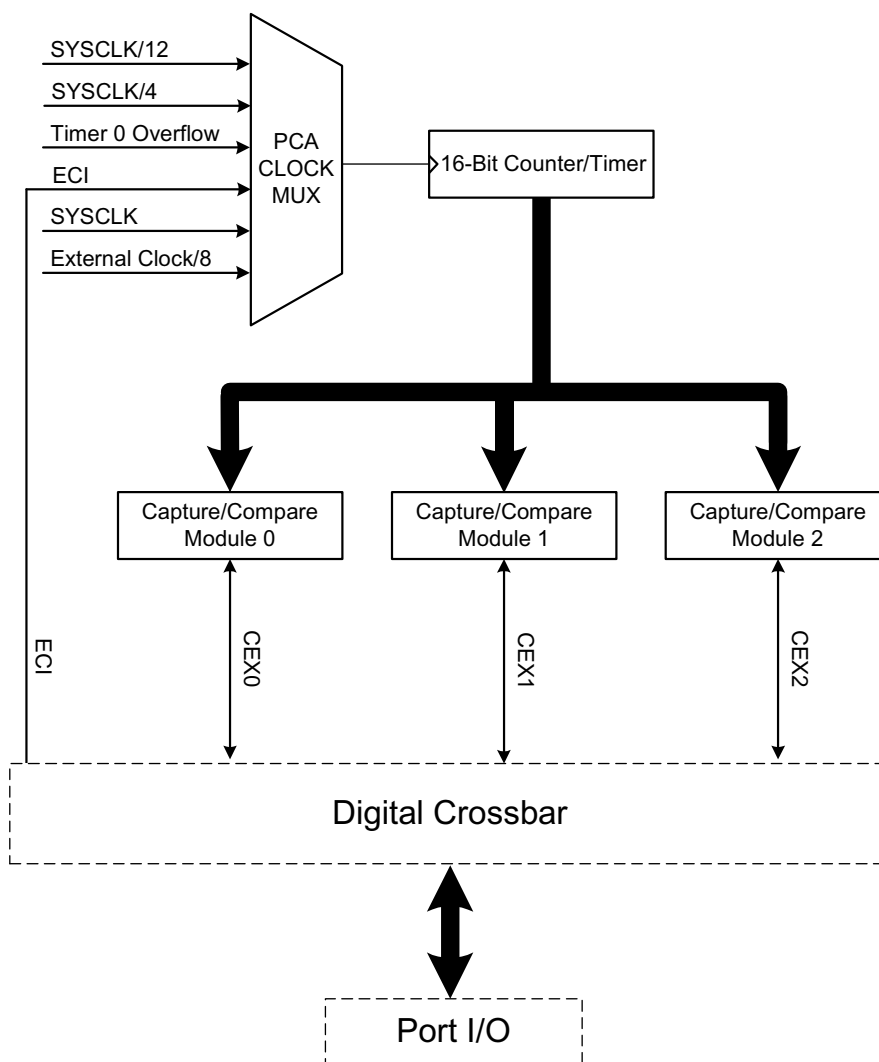 SYSCLK/12
SYSCLK/4
Timer 0 Overflow
ECI
SYSCLK
External Clock/8
PCA
CLOCK
MUX
16-Bit Counter/Timer
Capture/Compare
Module 0
Capture/Compare
Module 1
Capture/Compare
Module 2
ECI
CEX0
CEX1
CEX2
Digital Crossbar
Port I/O